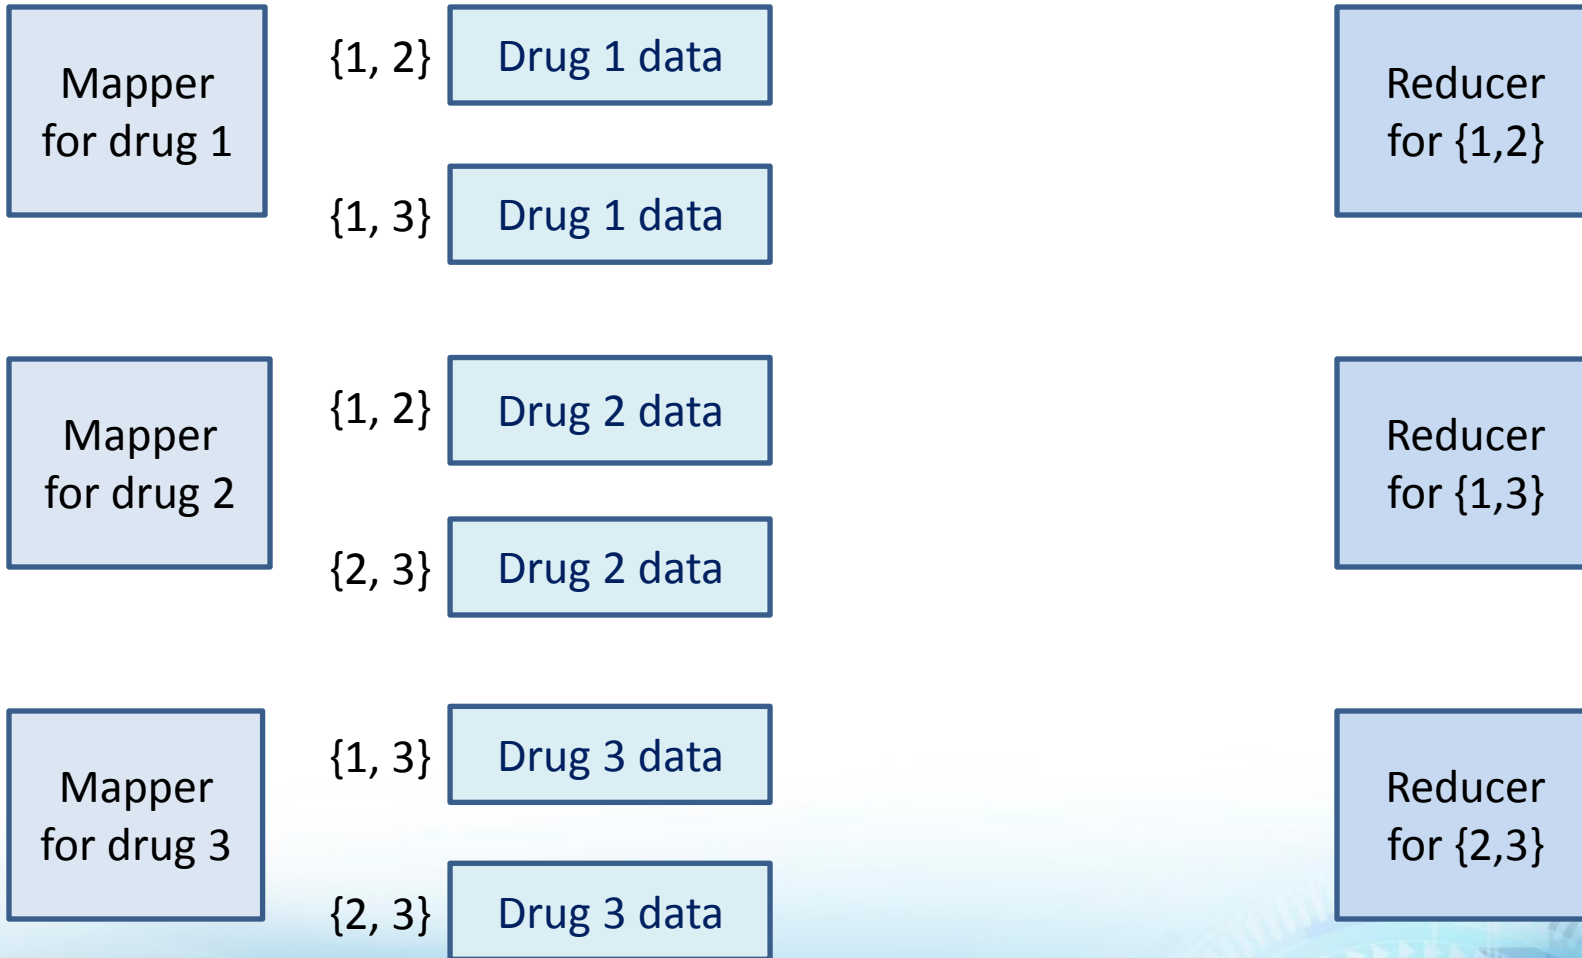 Mapper
for drug 1
{1, 2} Drug 1 data
{1, 3} Drug 1 data
Reducer
for {1,2}
Mapper
for drug 2
{1, 2} Drug 2 data
{2, 3} Drug 2 data
Reducer
for {1,3}
Mapper
for drug 3
{1, 3} Drug 3 data
{2, 3} Drug 3 data
Reducer
for {2,3}